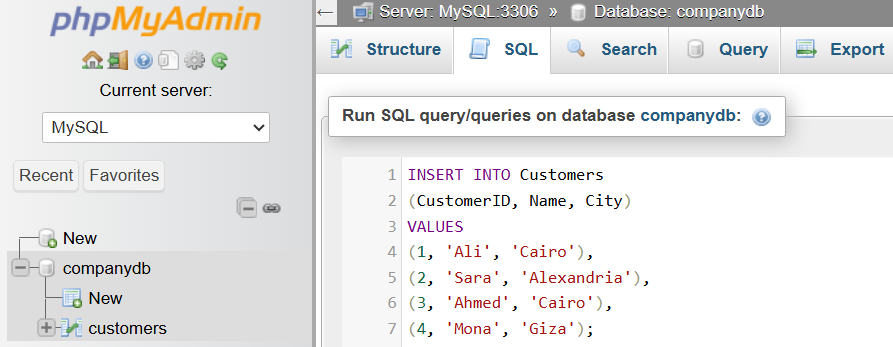 phpMyAdmin
Current server:
MySQL
Recent Favorites
New
companydb
New
customers
← Server: MySQL:3306 » Database: companydb
Structure SQL Search Query Export
Run SQL query/queries on database companydb:
1 INSERT INTO Customers
2 (CustomerID, Name, City)
3 VALUES
4 (1, 'Ali', 'Cairo'),
5 (2, 'Sara', 'Alexandria'),
6 (3, 'Ahmed', 'Cairo'),
7 (4, 'Mona', 'Giza');